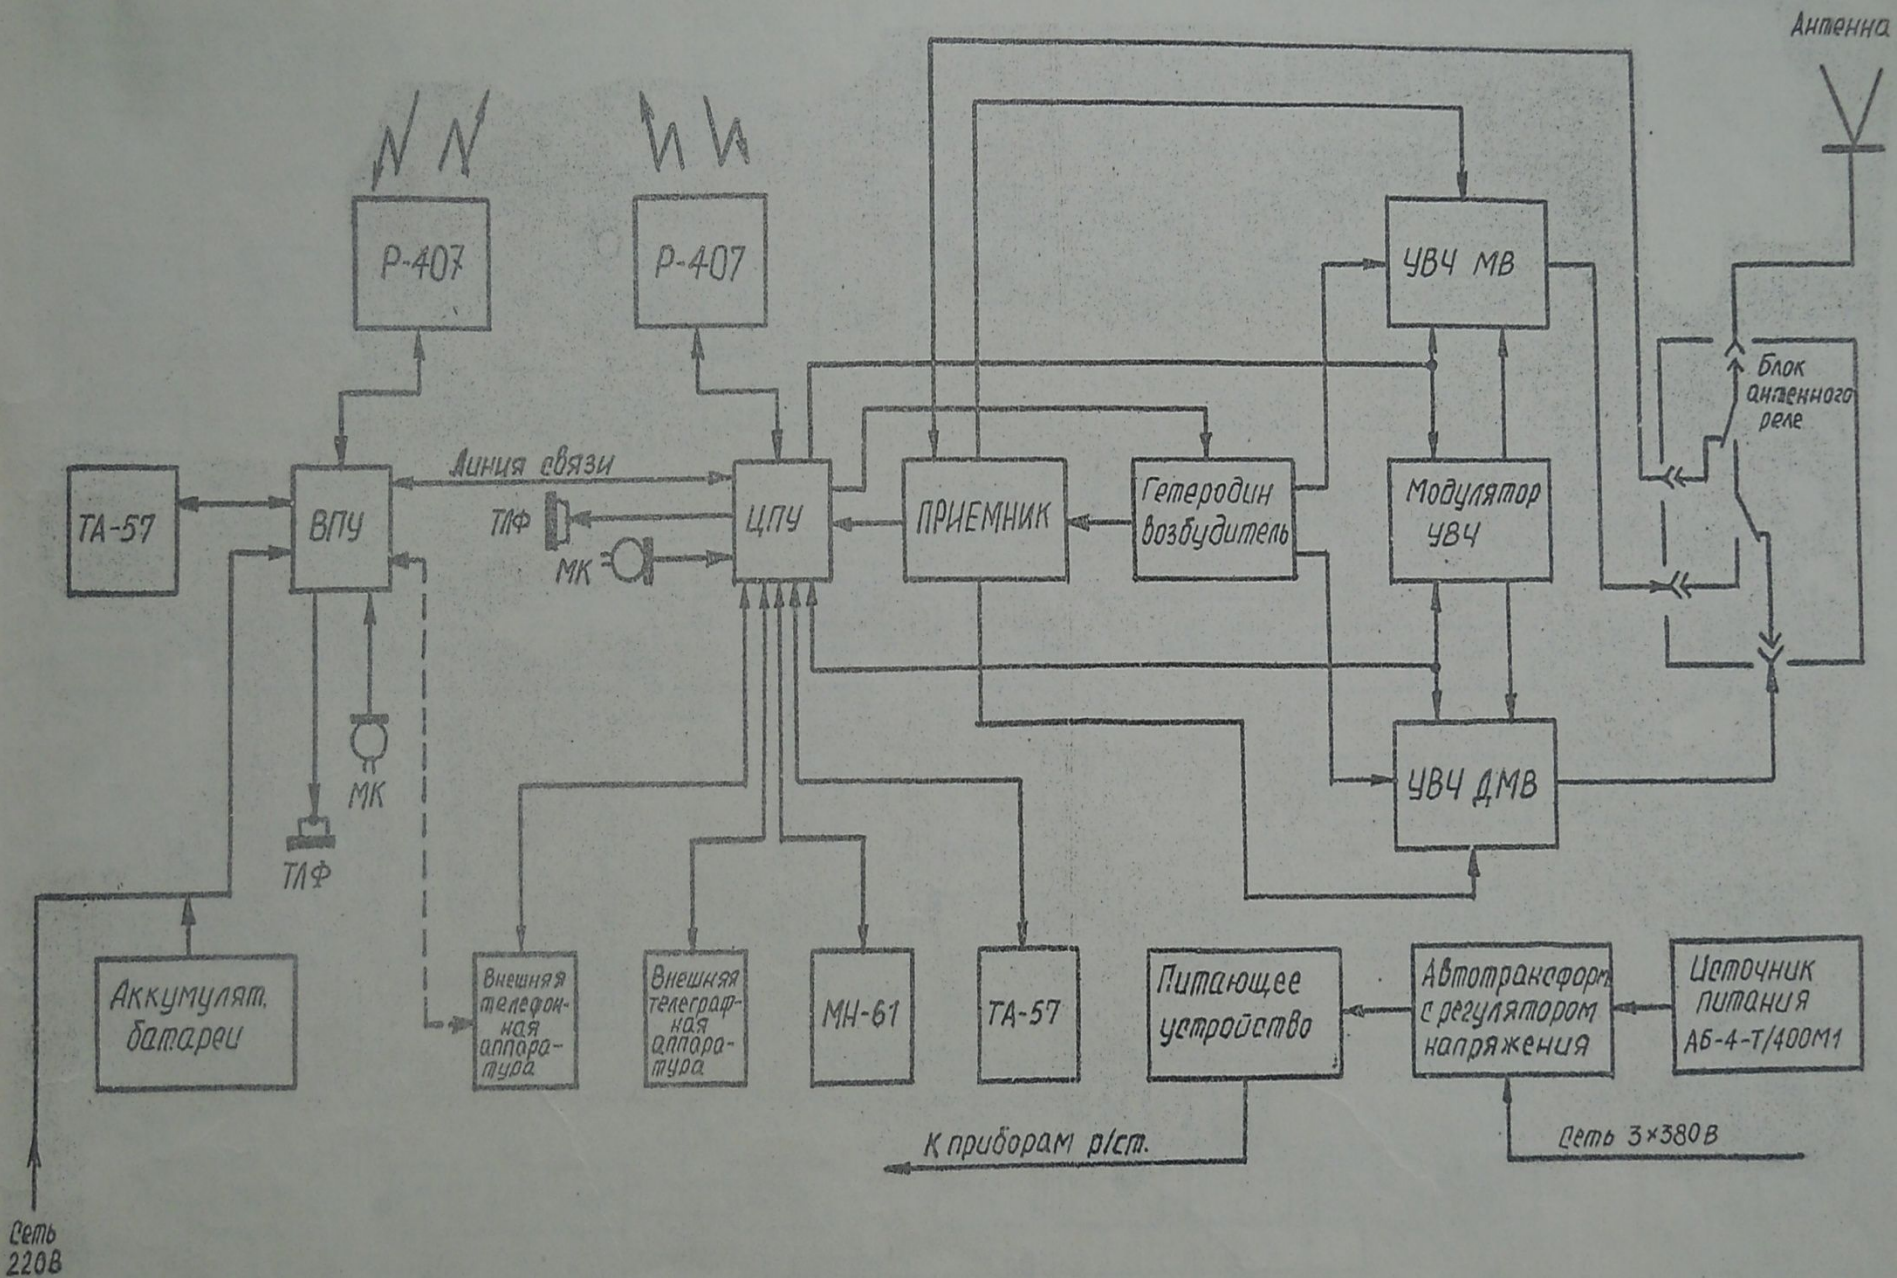 Антенна
Р-407
Р-407
УВЧ МВ
Блок
антенного
реле
Линия связи
ТА-57
ВПУ
ТЛФ
МК
ЦПУ
ПРИЕМНИК
Гетеродин
возбудитель
Модулятор
УВЧ
МК
ТЛФ
УВЧ ДМВ
Аккумулят.
батареи
Внешняя
телефон-
ная
аппара-
тура
Внешняя
телеграф-
ная
аппара-
тура
МН-61
ТА-57
Питающее
устройство
Автотрансформ.
с регулятором
напряжения
Источник
питания
АБ-4-Т/400М1
К приборам р/ст.
Сеть 3×380В
Сеть
220В